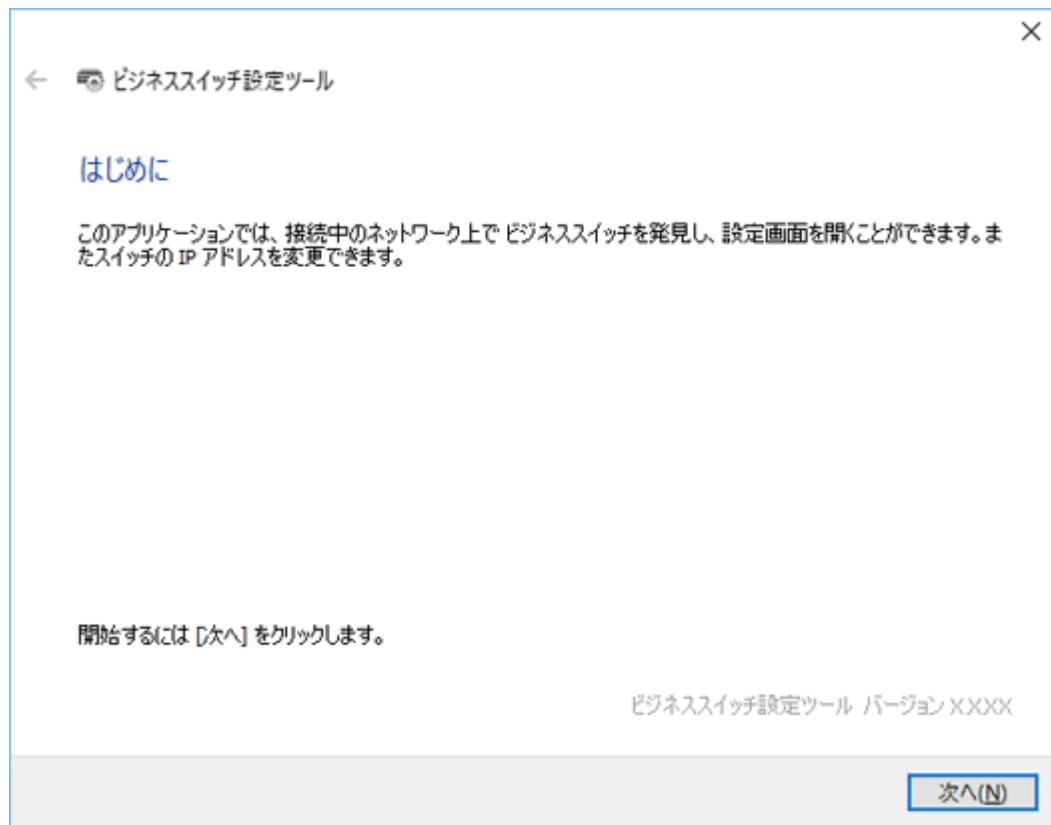 ビジネススイッチ設定ツール
はじめに
このアプリケーションでは、接続中のネットワーク上で ビジネススイッチを発見し、設定画面を開くことができます。ま
たスイッチの IP アドレスを変更できます。
開始するには [次へ] をクリックします。
ビジネススイッチ設定ツール バージョン XXXX
次へ(N)